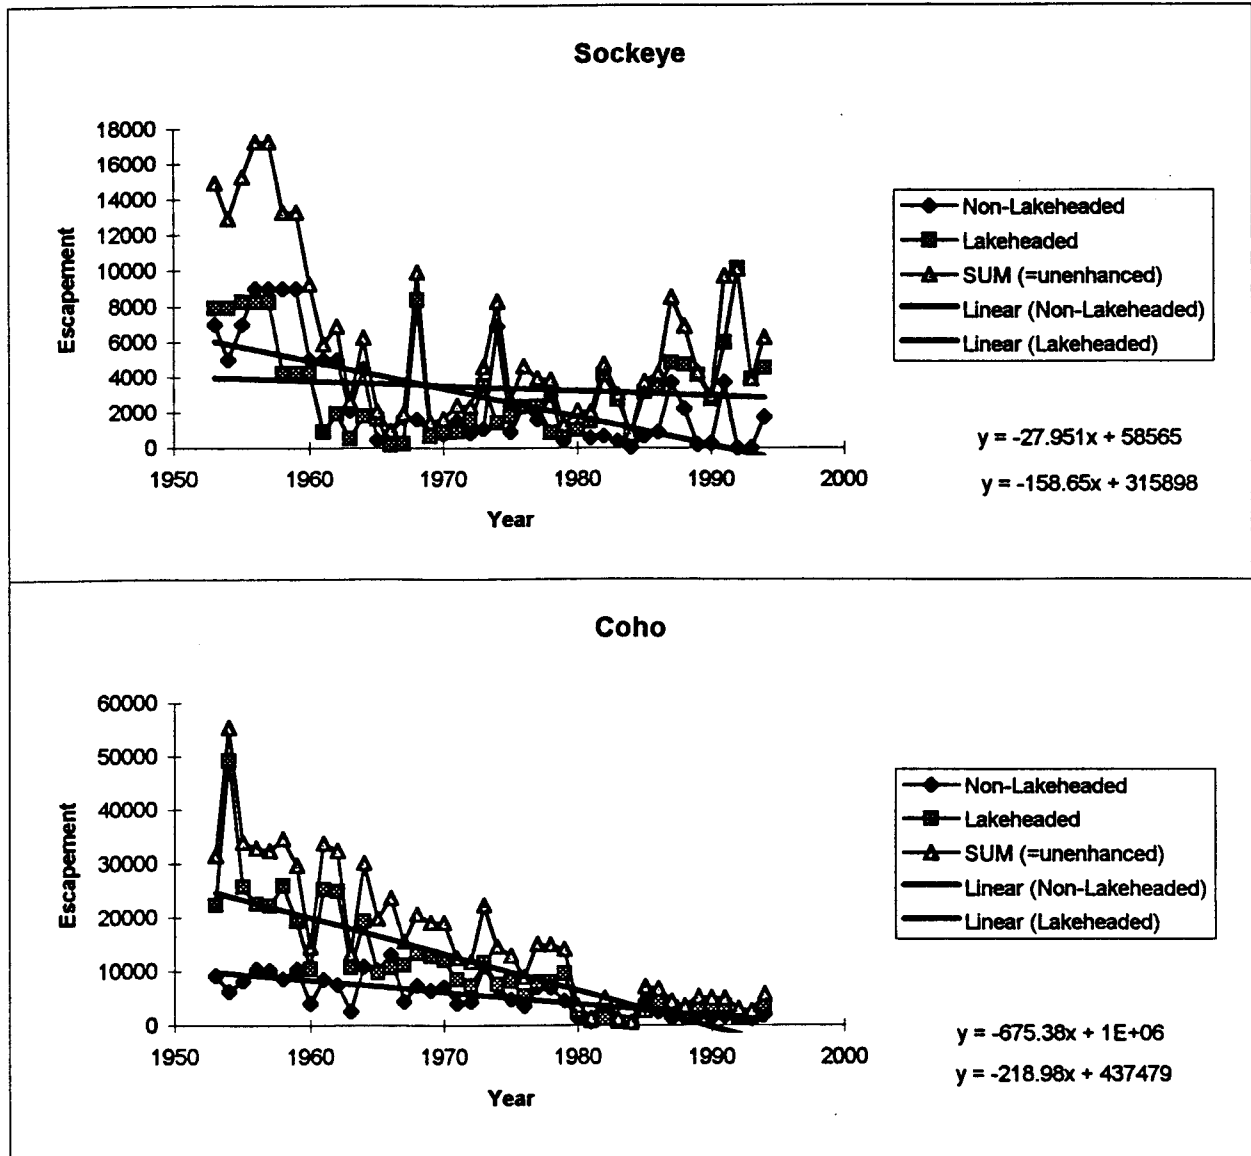 Sockeye
18000
16000
14000
12000
10000
8000
6000
4000
2000
0
Escapement
1950
1960
1970
1980
1990
2000
Year
Non-Lakeheaded
Lakeheaded
SUM (=unenhanced)
Linear (Non-Lakeheaded)
Linear (Lakeheaded)
y = -27.951x + 58565
y = -158.65x + 315898
Coho
60000
50000
40000
30000
20000
10000
0
Escapement
1950
1960
1970
1980
1990
2000
Year
Non-Lakeheaded
Lakeheaded
SUM (=unenhanced)
Linear (Non-Lakeheaded)
Linear (Lakeheaded)
y = -675.38x + 1E+06
y = -218.98x + 437479